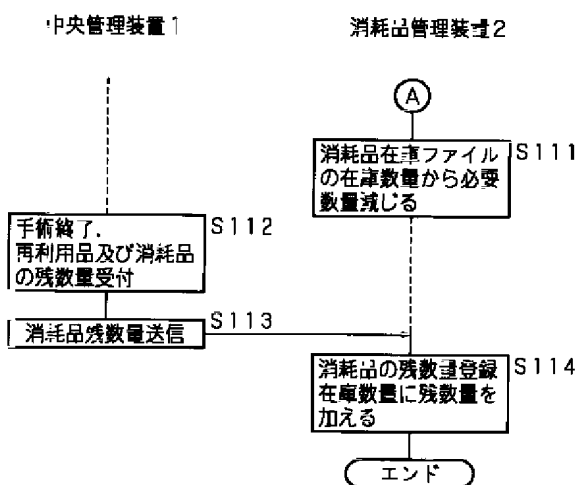 中央管理装置1
消耗品管理装置2
A
消耗品在庫ファイル
の在庫数量から必要
数量減じる
S111
手術終了.
再利用品及び消耗品
の残数量受付
S112
消耗品残数量送信
S113
消耗品の残数量登録
在庫数量に残数量を
加える
S114
エンド